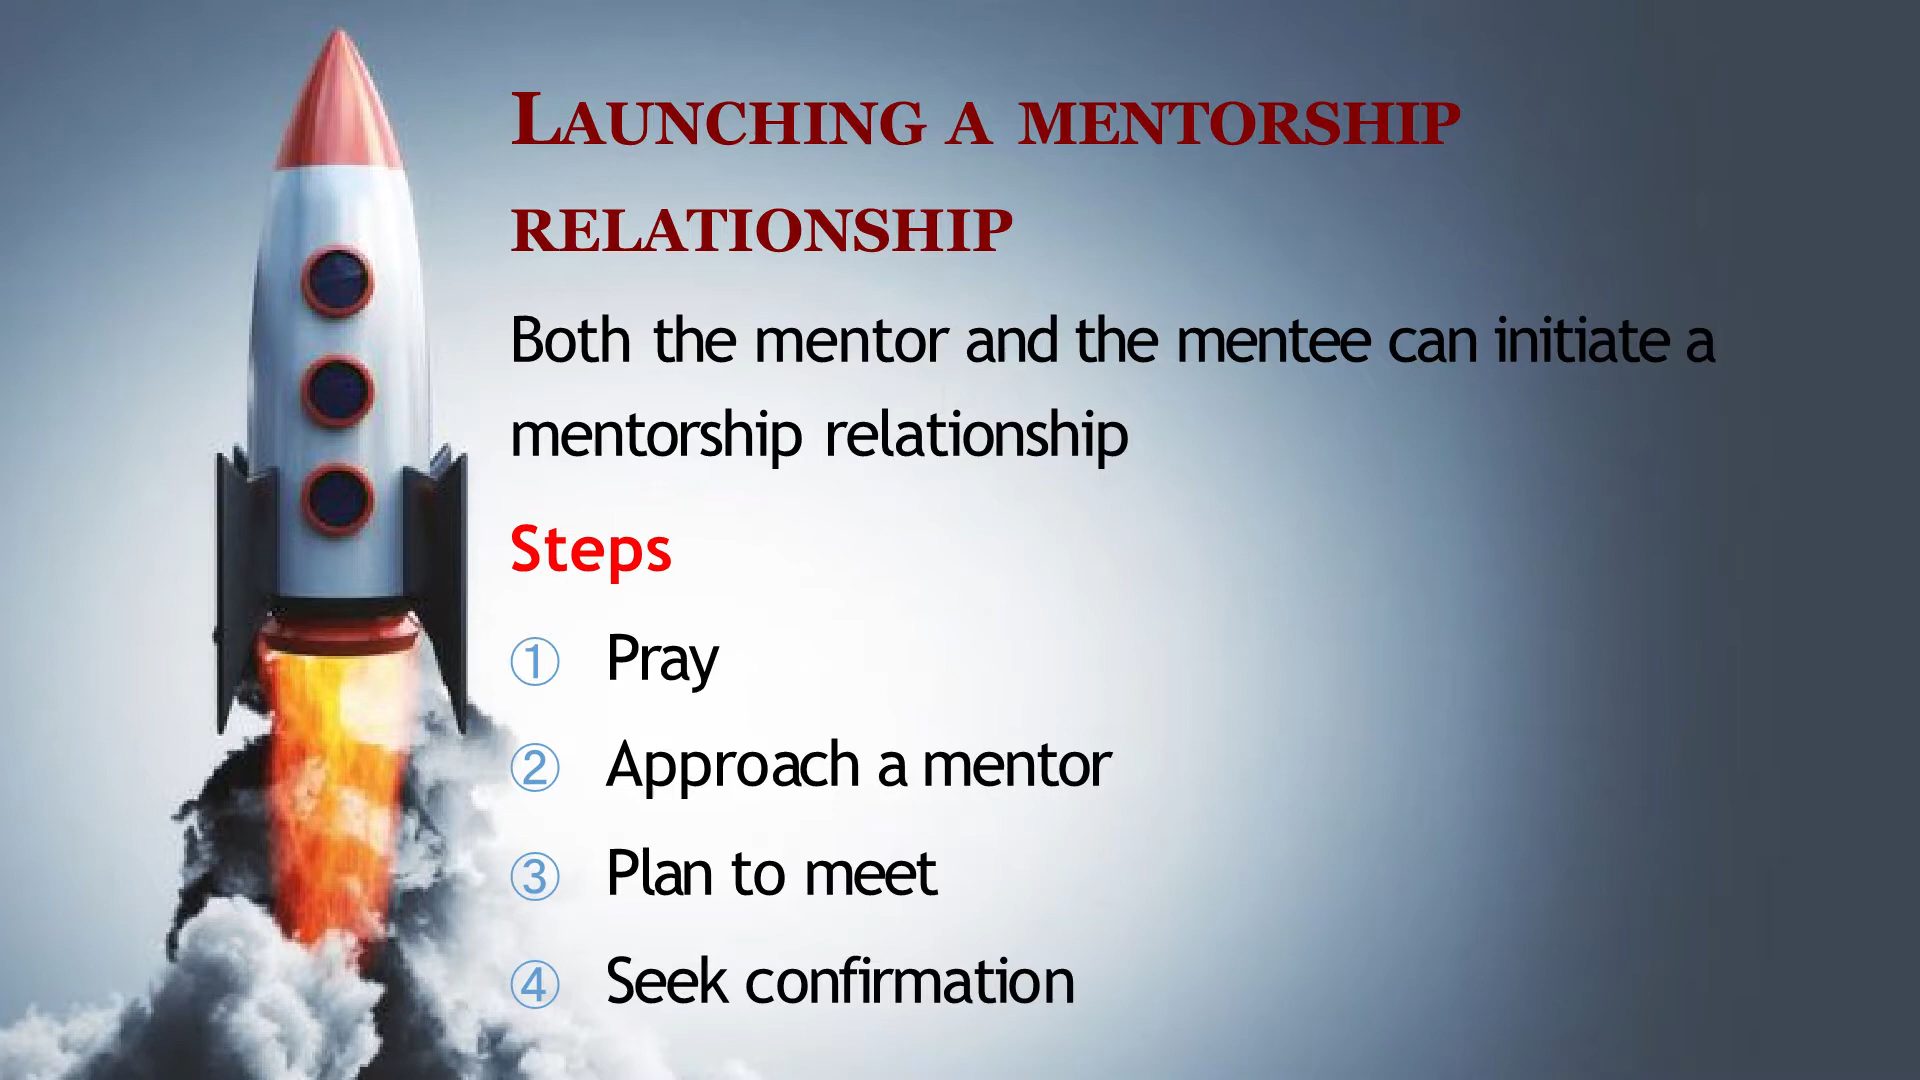 Launching a mentorship
relationship
Both the mentor and the mentee can initiate a
mentorship relationship
Steps
① Pray
② Approach a mentor
③ Plan to meet
④ Seek confirmation